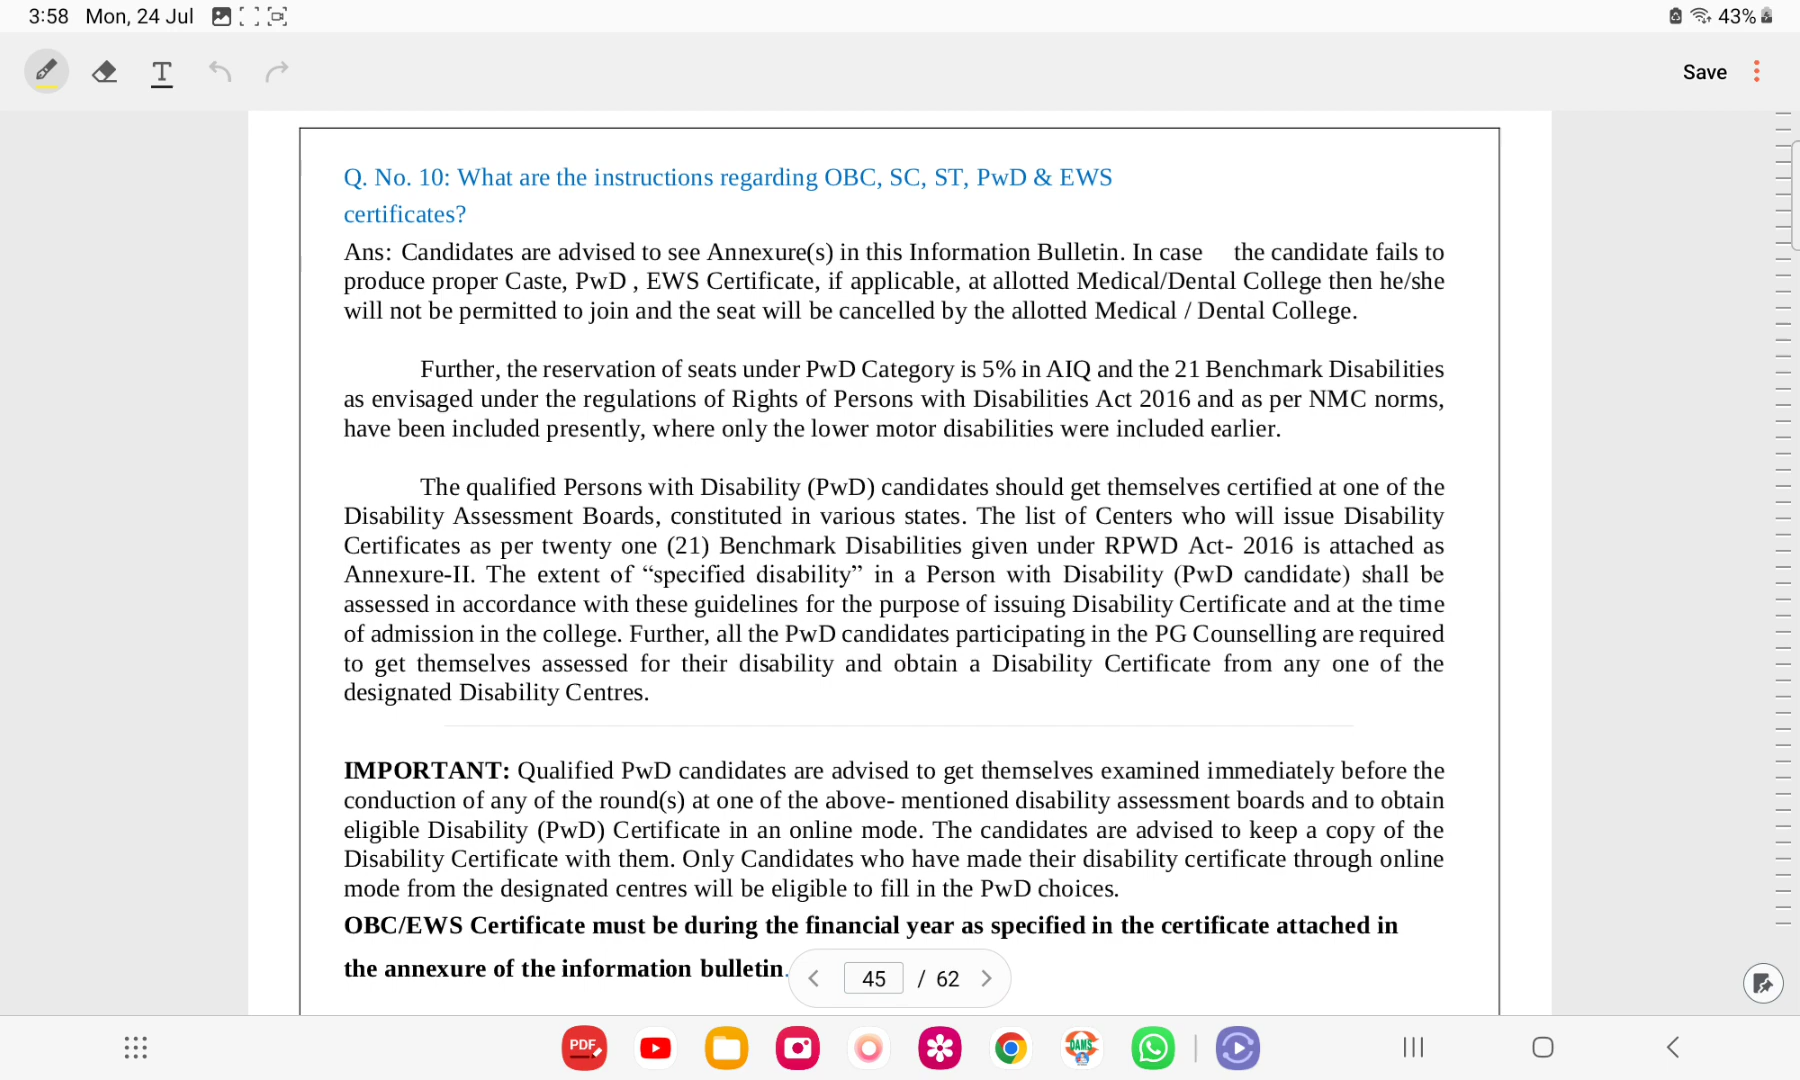 3:58 Mon, 24 Jul
43%
T
Save
Q. No. 10: What are the instructions regarding OBC, SC, ST, PwD & EWS
certificates?
Ans: Candidates are advised to see Annexure(s) in this Information Bulletin. In case the candidate fails to
produce proper Caste, PwD , EWS Certificate, if applicable, at allotted Medical/Dental College then he/she
will not be permitted to join and the seat will be cancelled by the allotted Medical / Dental College.
Further, the reservation of seats under PwD Category is 5% in AIQ and the 21 Benchmark Disabilities
as envisaged under the regulations of Rights of Persons with Disabilities Act 2016 and as per NMC norms,
have been included presently, where only the lower motor disabilities were included earlier.
The qualified Persons with Disability (PwD) candidates should get themselves certified at one of the
Disability Assessment Boards, constituted in various states. The list of Centers who will issue Disability
Certificates as per twenty one (21) Benchmark Disabilities given under RPWD Act- 2016 is attached as
Annexure-II. The extent of “specified disability” in a Person with Disability (PwD candidate) shall be
assessed in accordance with these guidelines for the purpose of issuing Disability Certificate and at the time
of admission in the college. Further, all the PwD candidates participating in the PG Counselling are required
to get themselves assessed for their disability and obtain a Disability Certificate from any one of the
designated Disability Centres.
IMPORTANT: Qualified PwD candidates are advised to get themselves examined immediately before the
conduction of any of the round(s) at one of the above- mentioned disability assessment boards and to obtain
eligible Disability (PwD) Certificate in an online mode. The candidates are advised to keep a copy of the
Disability Certificate with them. Only Candidates who have made their disability certificate through online
mode from the designated centres will be eligible to fill in the PwD choices.
OBC/EWS Certificate must be during the financial year as specified in the certificate attached in
the annexure of the information bulletin.
45 / 62
PDF
DAMS